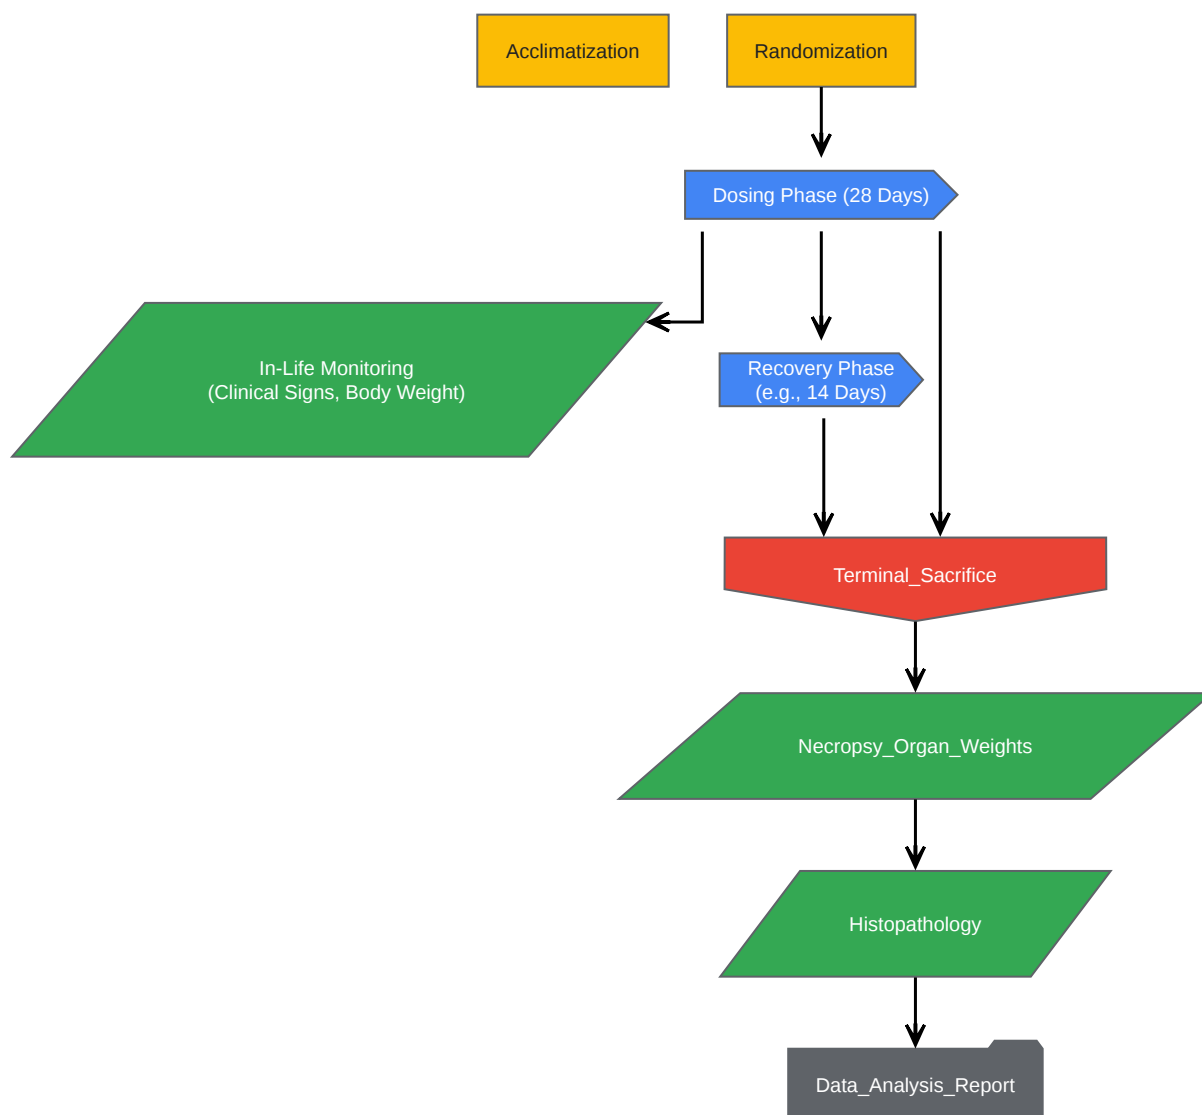 Acclimatization
Randomization
Dosing Phase (28 Days)
In-Life Monitoring
(Clinical Signs, Body Weight)
Recovery Phase
(e.g., 14 Days)
Terminal_Sacrifice
Necropsy_Organ_Weights
Histopathology
Data_Analysis_Report